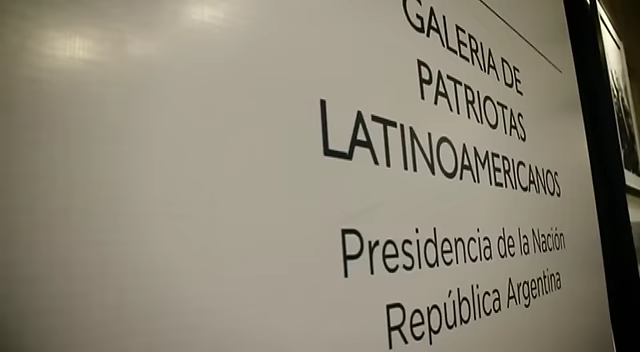 GALERIA DE
PATRIOTAS
LATINOAMERICANOS
Presidencia de la Nación
República Argentina